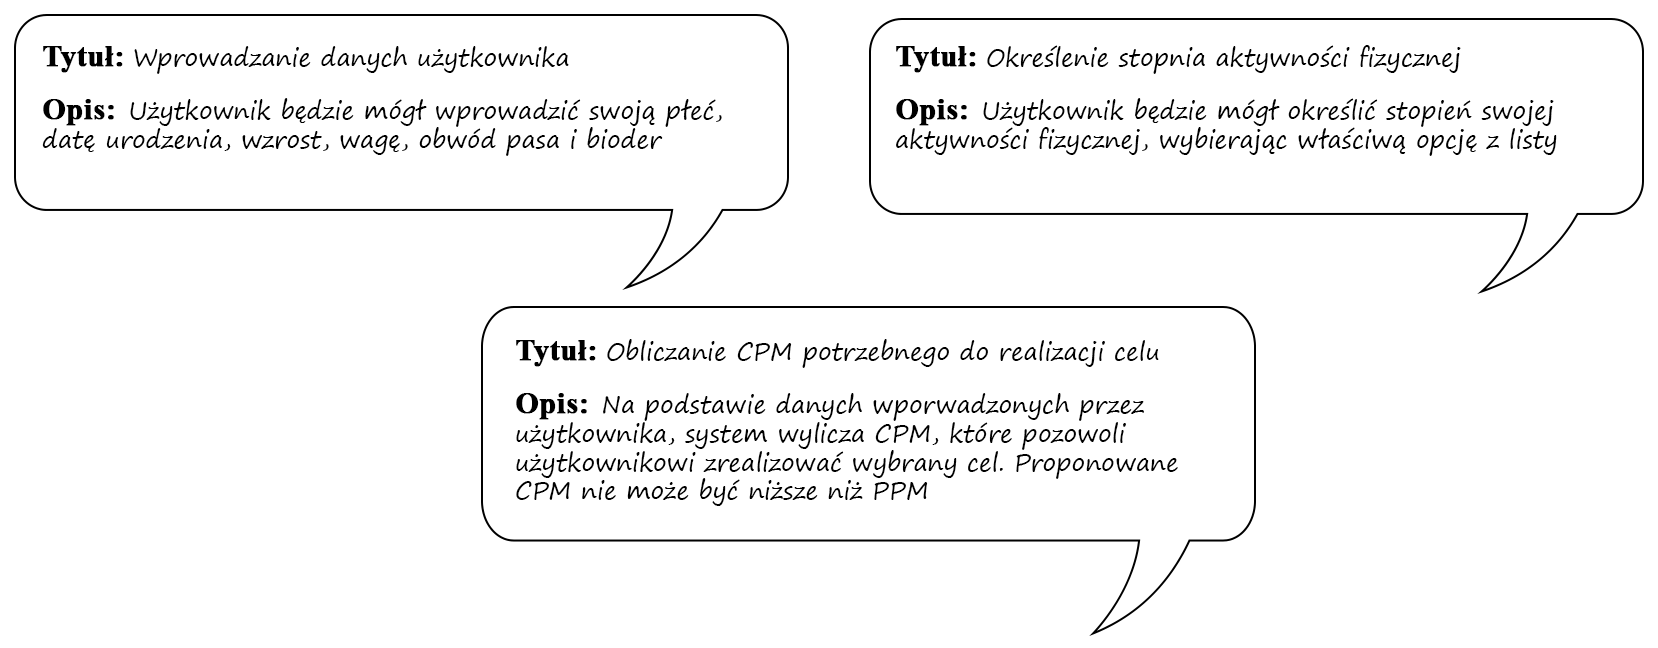 Tytuł: Wprowadzanie danych użytkownika
Opis: Użytkownik będzie mógł wprowadzić swoją płeć,
datę urodzenia, wzrost, wagę, obwód pasa i bioder
Tytuł: Określenie stopnia aktywności fizycznej
Opis: Użytkownik będzie mógł określić stopień swojej
aktywności fizycznej, wybierając właściwą opcję z listy
Tytuł: Obliczanie CPM potrzebnego do realizacji celu
Opis: Na podstawie danych wporwadzonych przez
użytkownika, system wylicza CPM, które pozowoli
użytkownikowi zrealizować wybrany cel. Proponowane
CPM nie może być niższe niż PPM